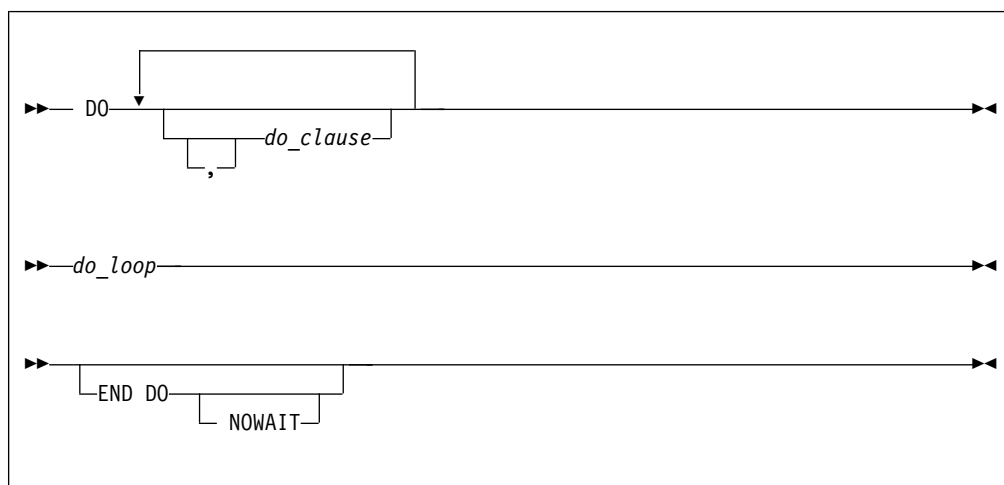 DO
do_clause
,
do_loop
END DO
NOWAIT